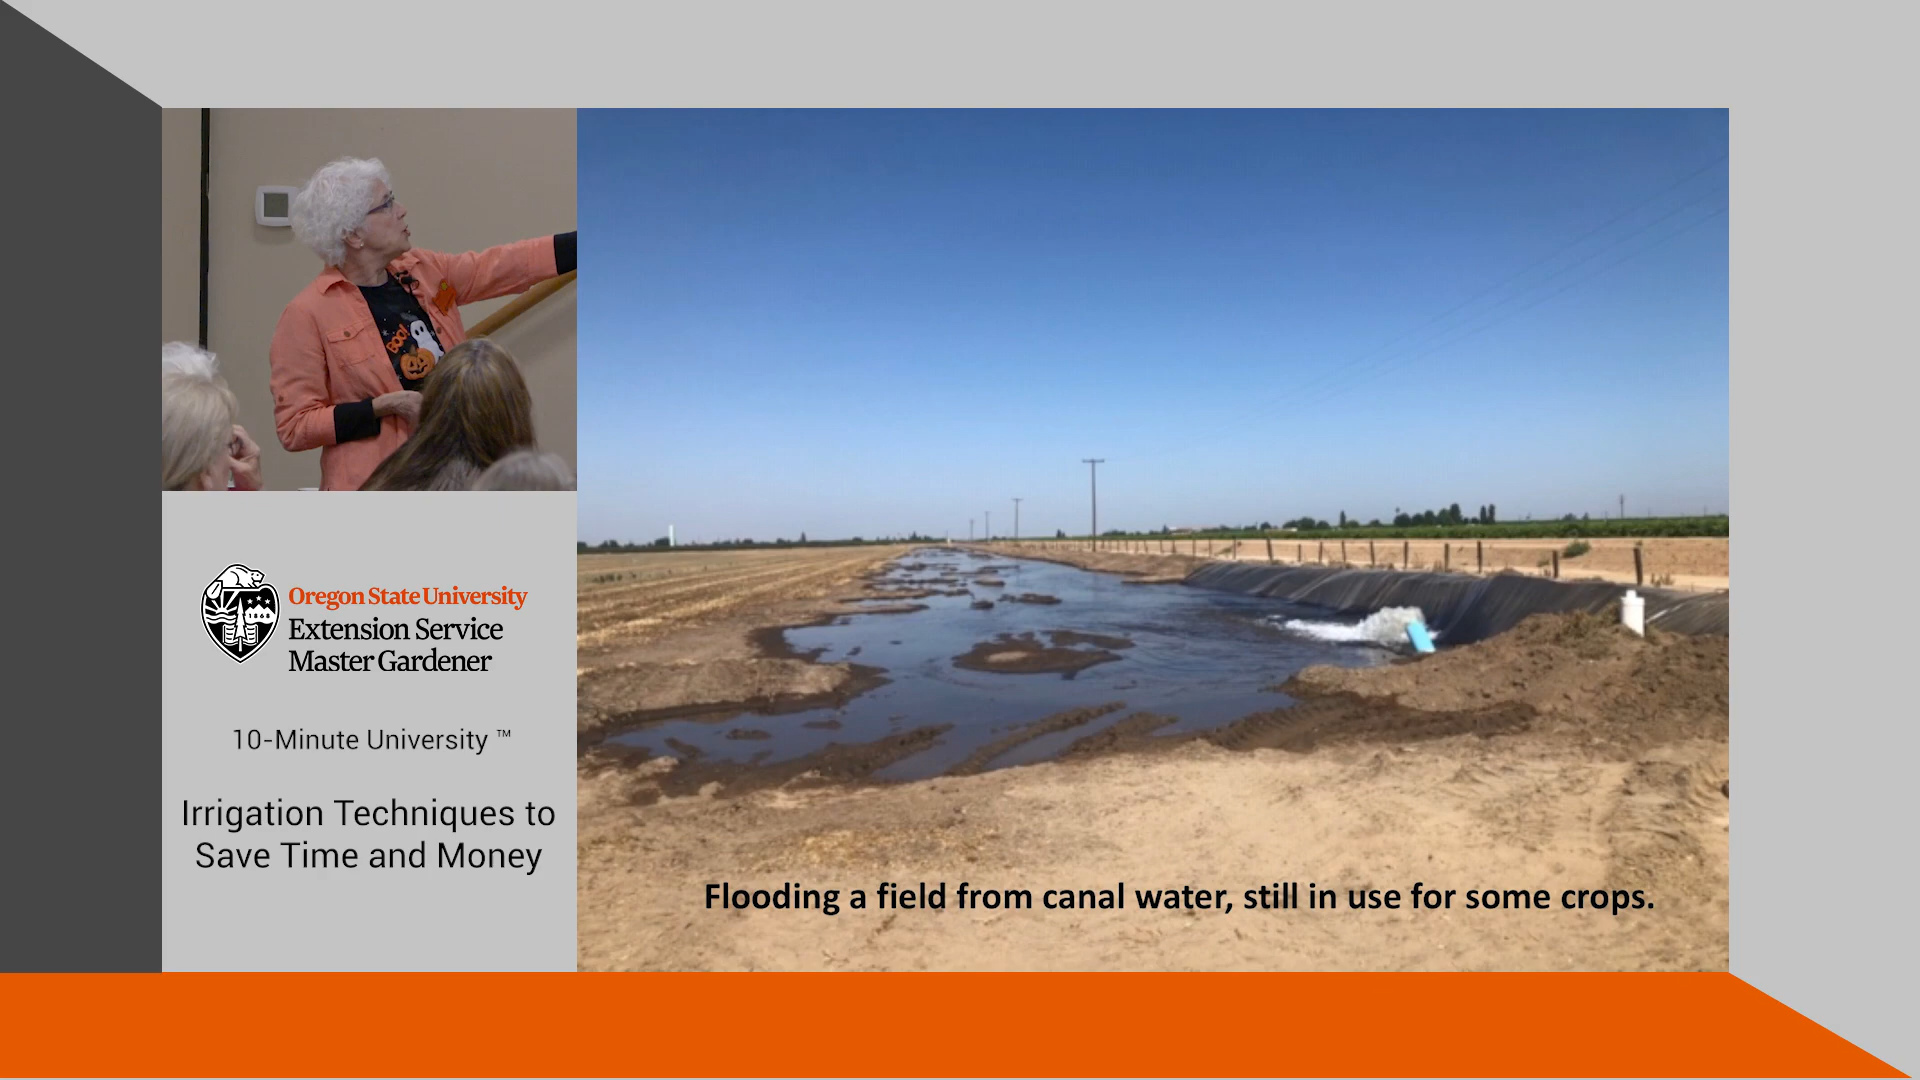 BOO!
Oregon State University
Extension Service
Master Gardener
10-Minute University ™
Irrigation Techniques to
Save Time and Money
Flooding a field from canal water, still in use for some crops.